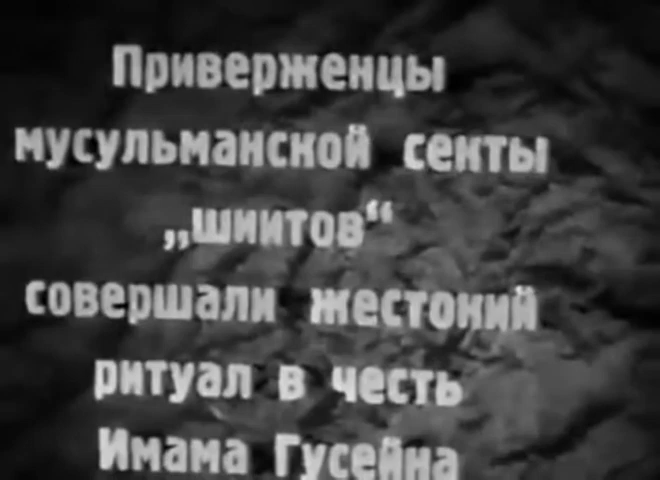 Приверженцы
мусульманской секты
„шиитов“
совершали жестокий
ритуал в честь
Имама Гусейна